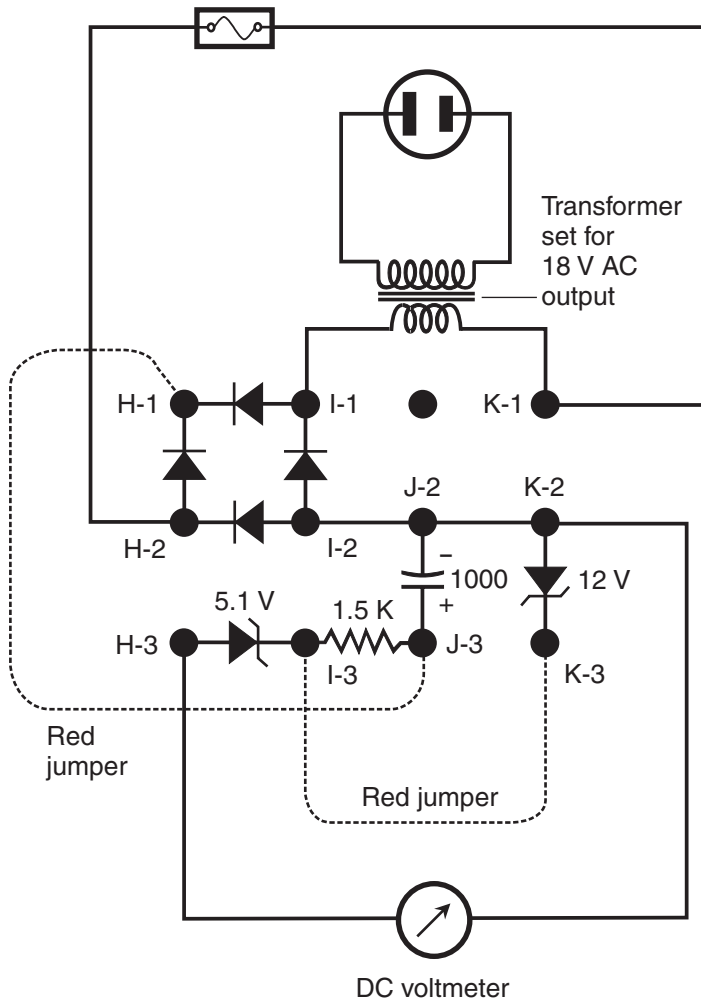 Transformer
set for
18 V AC
output
H-1
I-1
K-1
J-2
K-2
H-2
I-2
–
1000
12 V
5.1 V
1.5 K
+
H-3
J-3
I-3
K-3
Red
jumper
Red jumper
DC voltmeter